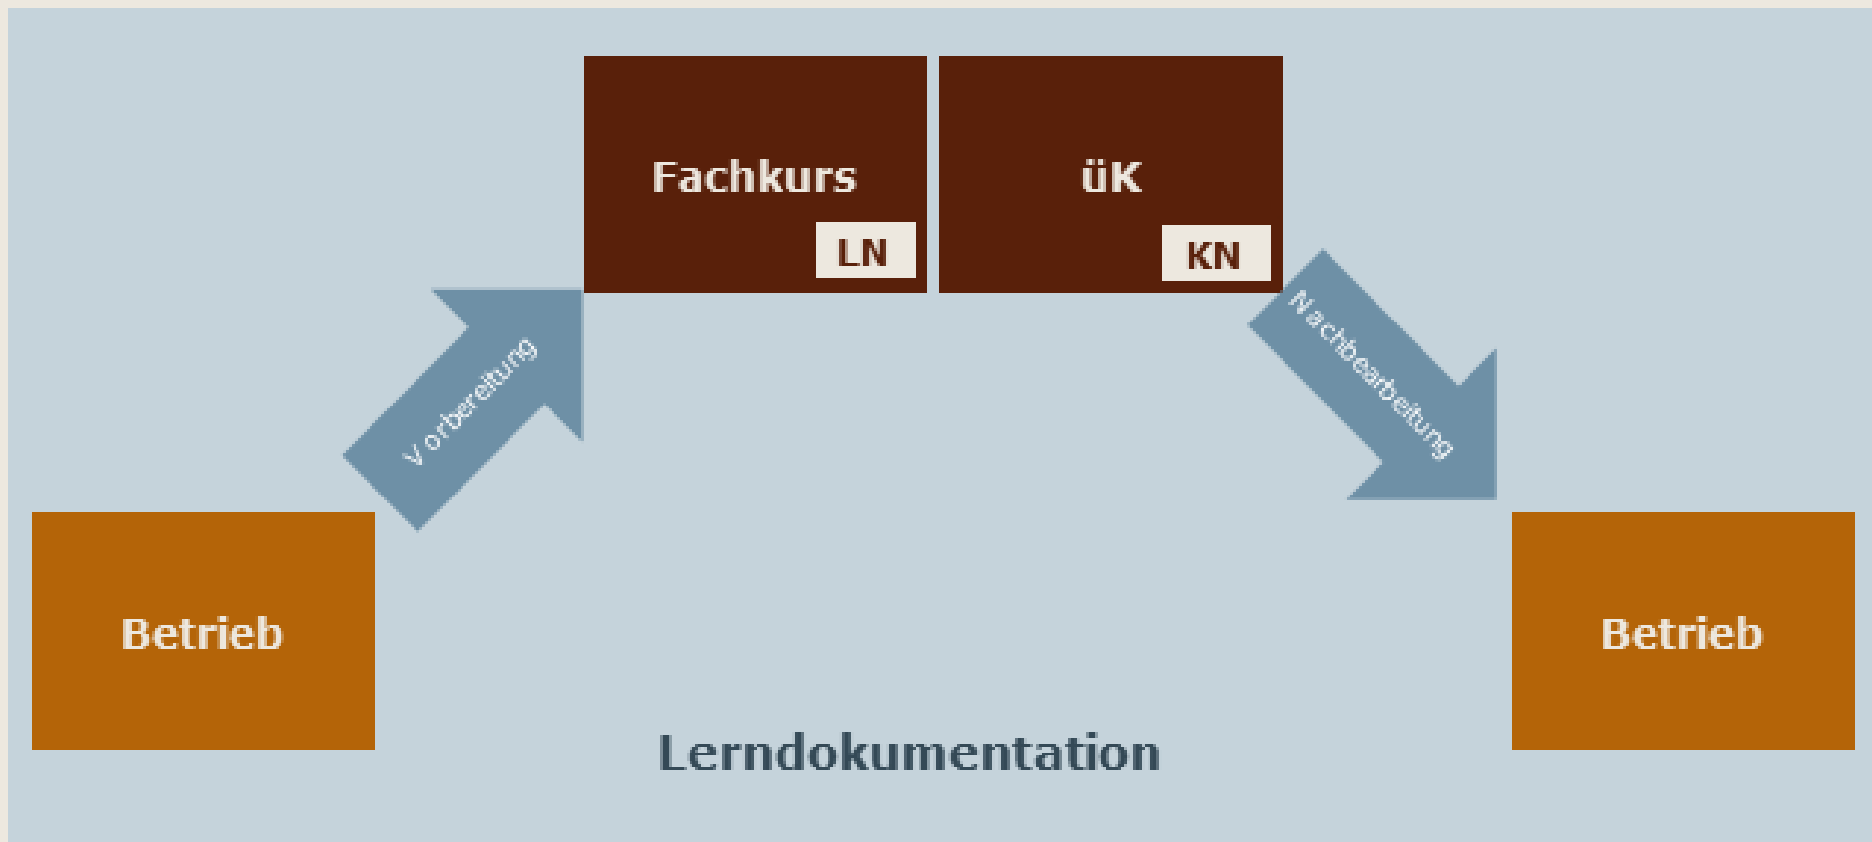 Fachkurs
LN
üK
KN
Vorbereitung
Nachbearbeitung
Betrieb
Betrieb
Lerndokumentation